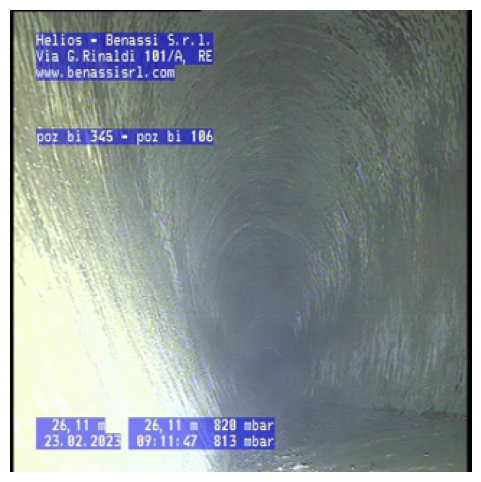 Helios - Benassi S.r.l.
Via G.Rinaldi 101/A, RE
www.benassisrl.com
poz bi 345 - poz bi 106
26,11 m 26,11 m 820 mbar
23.02.2023 09:11:47 813 mbar